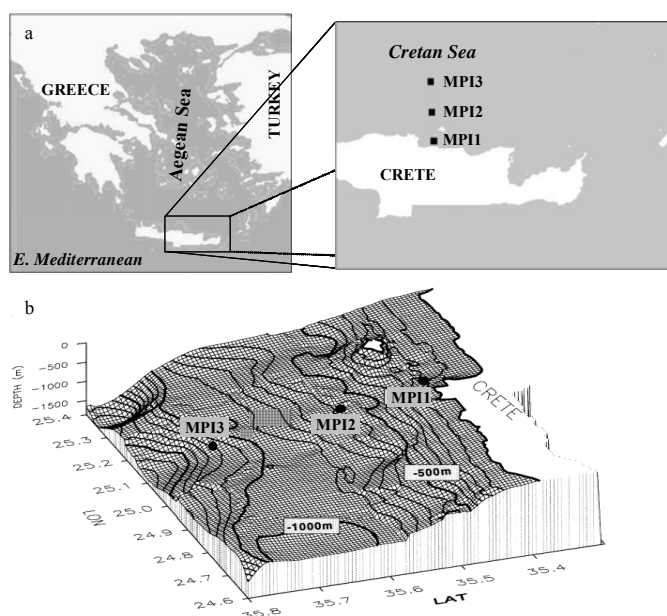 a
GREECE
Aegean Sea
TURKEY
E. Mediterranean
Cretan Sea
MPI3
MPI2
MPI1
CRETE
b
DEPTH (m)
0
-500
-1000
-1500
MPI3
MPI2
MPI1
CRETE
-500m
-1000m
25.4
25.3
25.2
25.1
25.0
24.9
24.8
24.7
24.6
LON
35.8
35.7
35.6
35.5
35.4
LAT